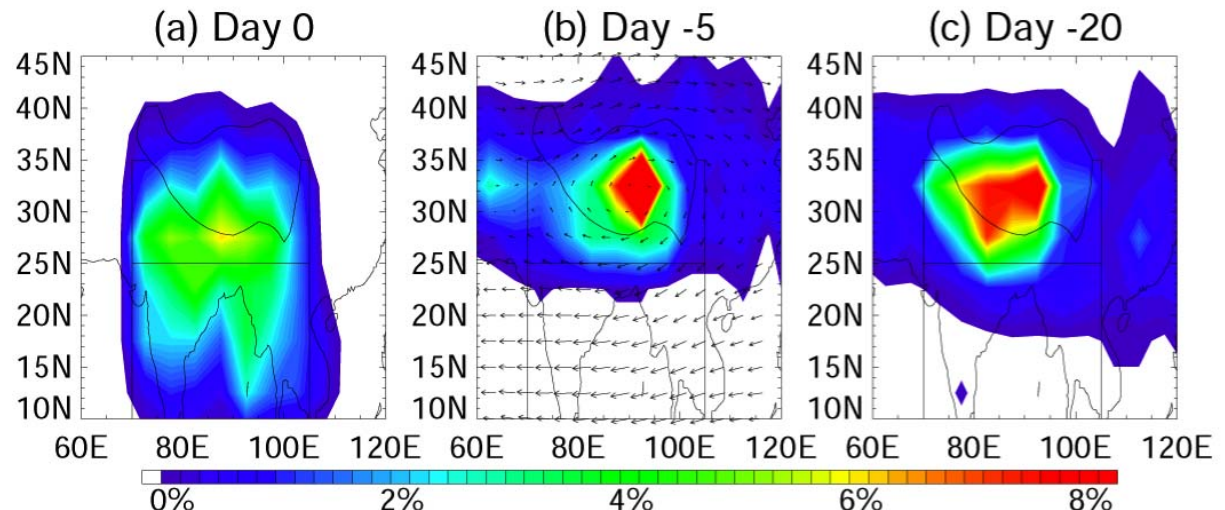 (a) Day 0
(b) Day -5
(c) Day -20
45N
40N
35N
30N
25N
20N
15N
10N
60E 80E 100E 120E
45N
40N
35N
30N
25N
20N
15N
10N
60E 80E 100E 120E
45N
40N
35N
30N
25N
20N
15N
10N
60E 80E 100E 120E
0% 2% 4% 6% 8%